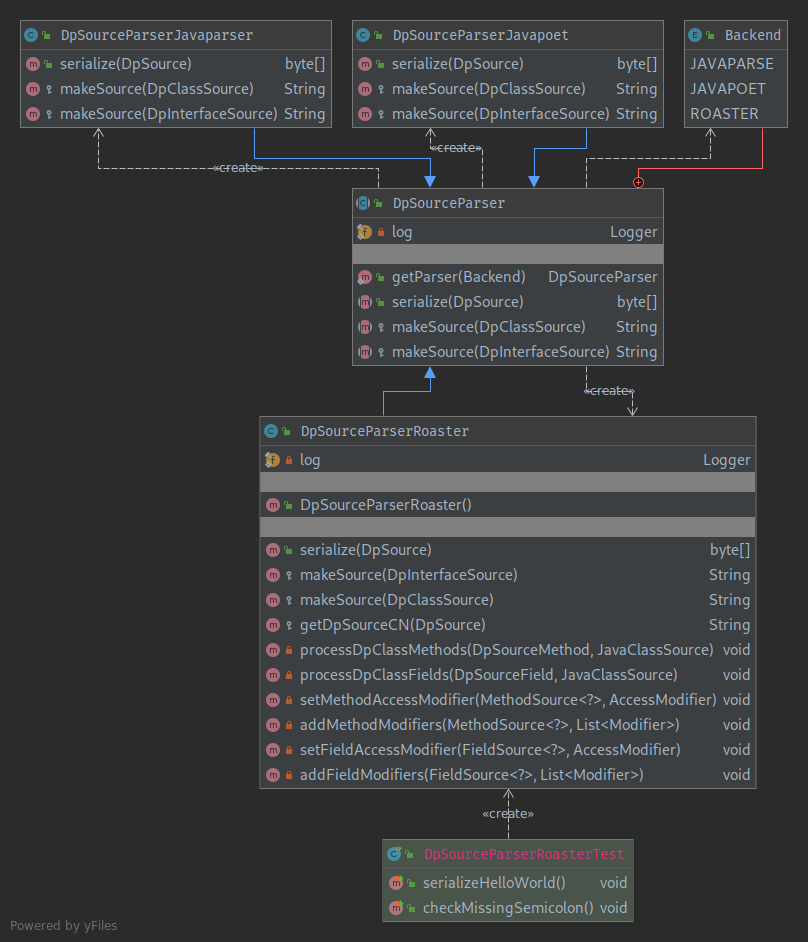 DpSourceParserJavaparser
serialize(DpSource) byte[]
makeSource(DpClassSource) String
makeSource(DpInterfaceSource) String
DpSourceParserJavapoet
serialize(DpSource) byte[]
makeSource(DpClassSource) String
makeSource(DpInterfaceSource) String
Backend
JAVAPARSE
JAVAPOET
ROASTER
«create»
«create»
DpSourceParser
log Logger
getParser(Backend) DpSourceParser
serialize(DpSource) byte[]
makeSource(DpClassSource) String
makeSource(DpInterfaceSource) String
«create»
DpSourceParserRoaster
log Logger
DpSourceParserRoaster()
serialize(DpSource) byte[]
makeSource(DpInterfaceSource) String
makeSource(DpClassSource) String
getDpSourceCN(DpSource) String
processDpClassMethods(DpSourceMethod, JavaClassSource) void
processDpClassFields(DpSourceField, JavaClassSource) void
setMethodAccessModifier(MethodSource<?>, AccessModifier) void
addMethodModifiers(MethodSource<?>, List<Modifier>) void
setFieldAccessModifier(FieldSource<?>, AccessModifier) void
addFieldModifiers(FieldSource<?>, List<Modifier>) void
«create»
DpSourceParserRoasterTest
serializeHelloWorld() void
checkMissingSemicolon() void
Powered by yFiles